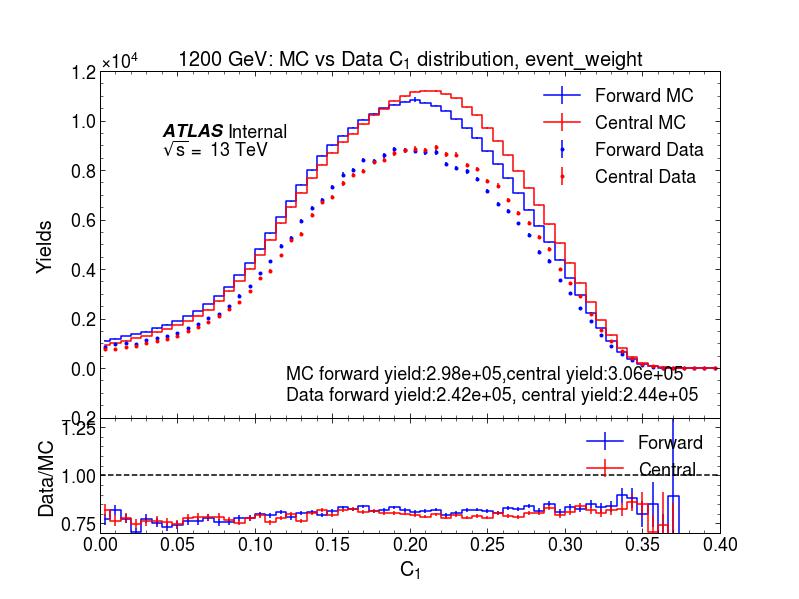 1200 GeV: MC vs Data C₁ distribution, event_weight
×10⁴
1.2
1.0
0.8
0.6
0.4
0.2
0.0
0.2
Yields
ATLAS Internal
√s = 13 TeV
Forward MC
Central MC
Forward Data
Central Data
MC forward yield:2.98e+05,central yield:3.06e+05
Data forward yield:2.42e+05, central yield:2.44e+05
1.25
1.00
0.75
Data/MC
Forward
Central
0.00 0.05 0.10 0.15 0.20 0.25 0.30 0.35 0.40
C₁